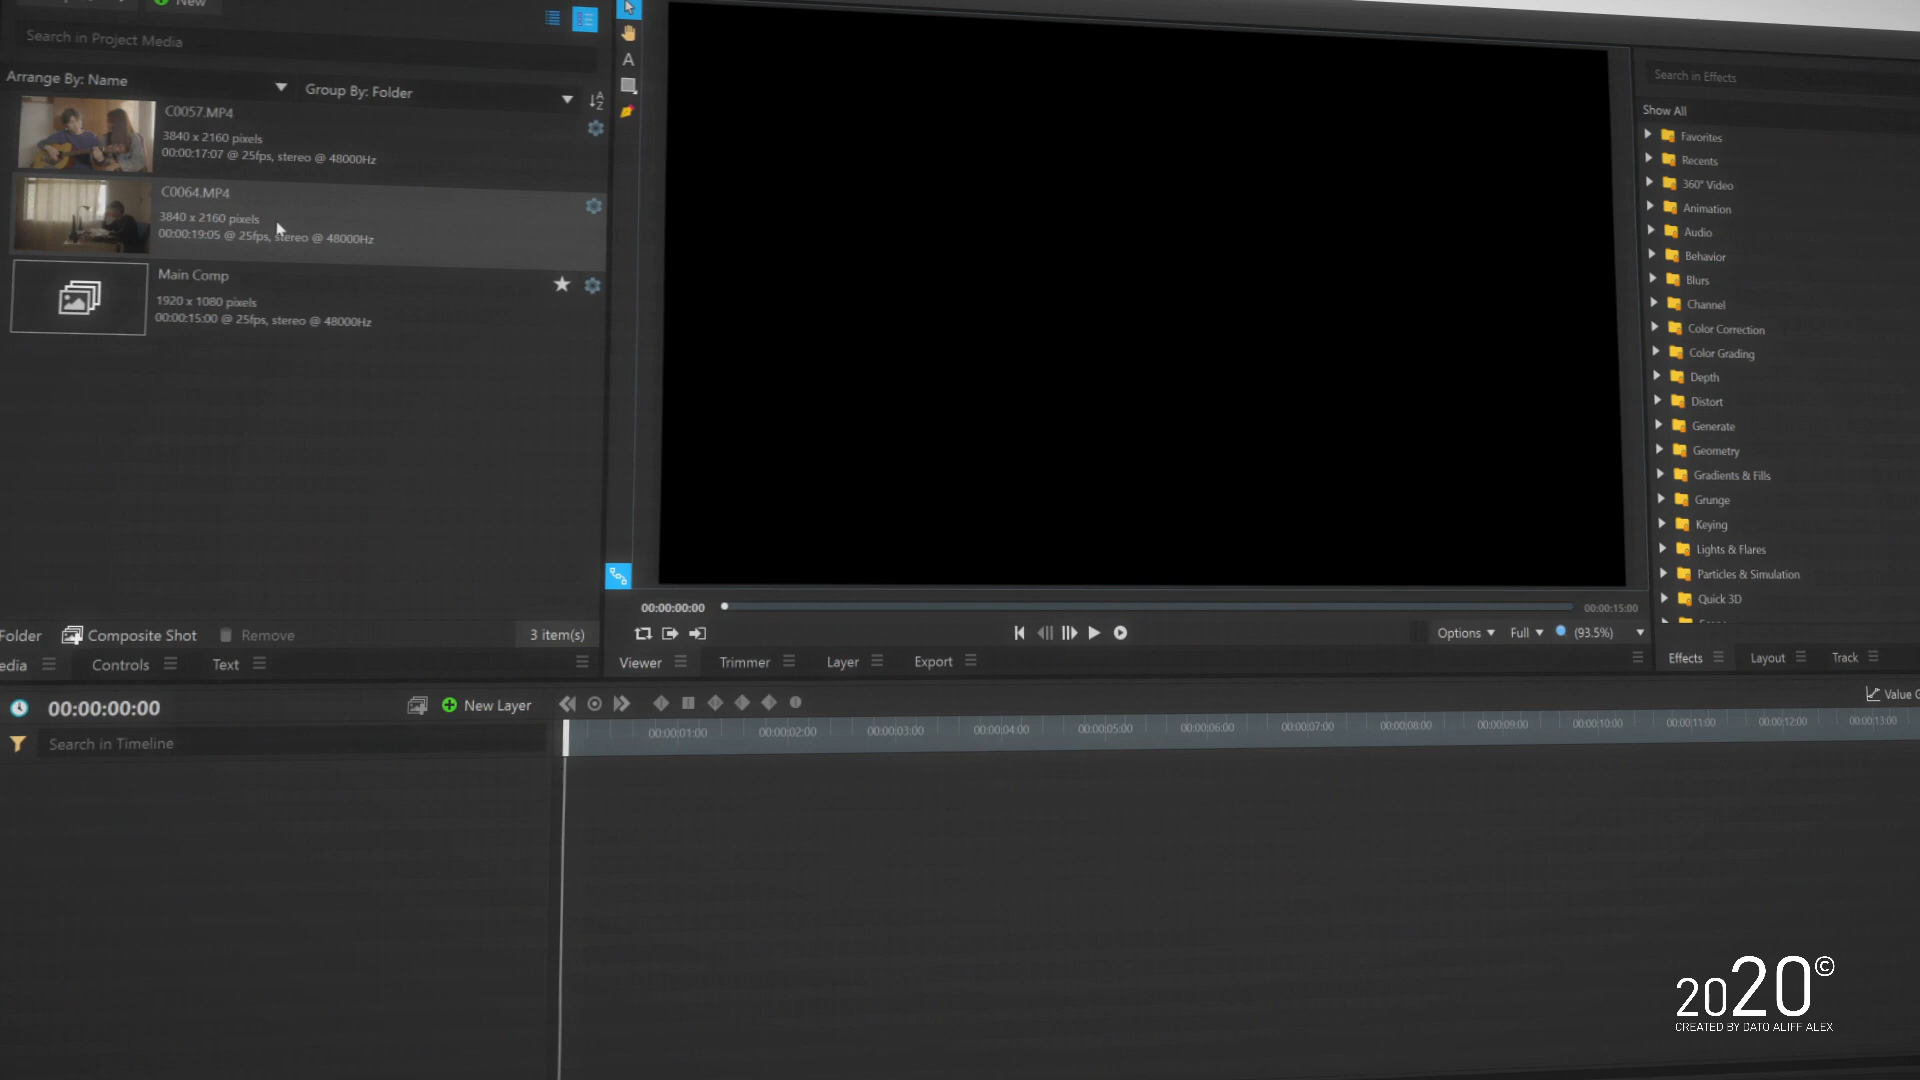 New
Search in Project Media
Arrange By: Name
Group By: Folder
C0057.MP4
3840 x 2160 pixels
00:00:17:07 @ 25fps, stereo @ 48000Hz
C0064.MP4
3840 x 2160 pixels
00:00:19:05 @ 25fps, stereo @ 48000Hz
Main Comp
1920 x 1080 pixels
00:00:15:00 @ 25fps, stereo @ 48000Hz
Folder
Composite Shot
Remove
3 item(s)
edia
Controls
Text
A
00:00:00:00
00:00:15:00
Options
Full
(93.5%)
Viewer
Trimmer
Layer
Export
Search in Effects
Show All
Favorites
Recents
360° Video
Animation
Audio
Behavior
Blurs
Channel
Color Correction
Color Grading
Depth
Distort
Generate
Geometry
Gradients & Fills
Grunge
Keying
Lights & Flares
Particles & Simulation
Quick 3D
Effects
Layout
Track
00:00:00:00
New Layer
Value G
Search in Timeline
00:00:01:00
00:00:02:00
00:00:03:00
00:00:04:00
00:00:05:00
00:00:06:00
00:00:07:00
00:00:08:00
00:00:09:00
00:00:10:00
00:00:11:00
00:00:12:00
00:00:13:00
2020©
CREATED BY DATO ALIFF ALEX